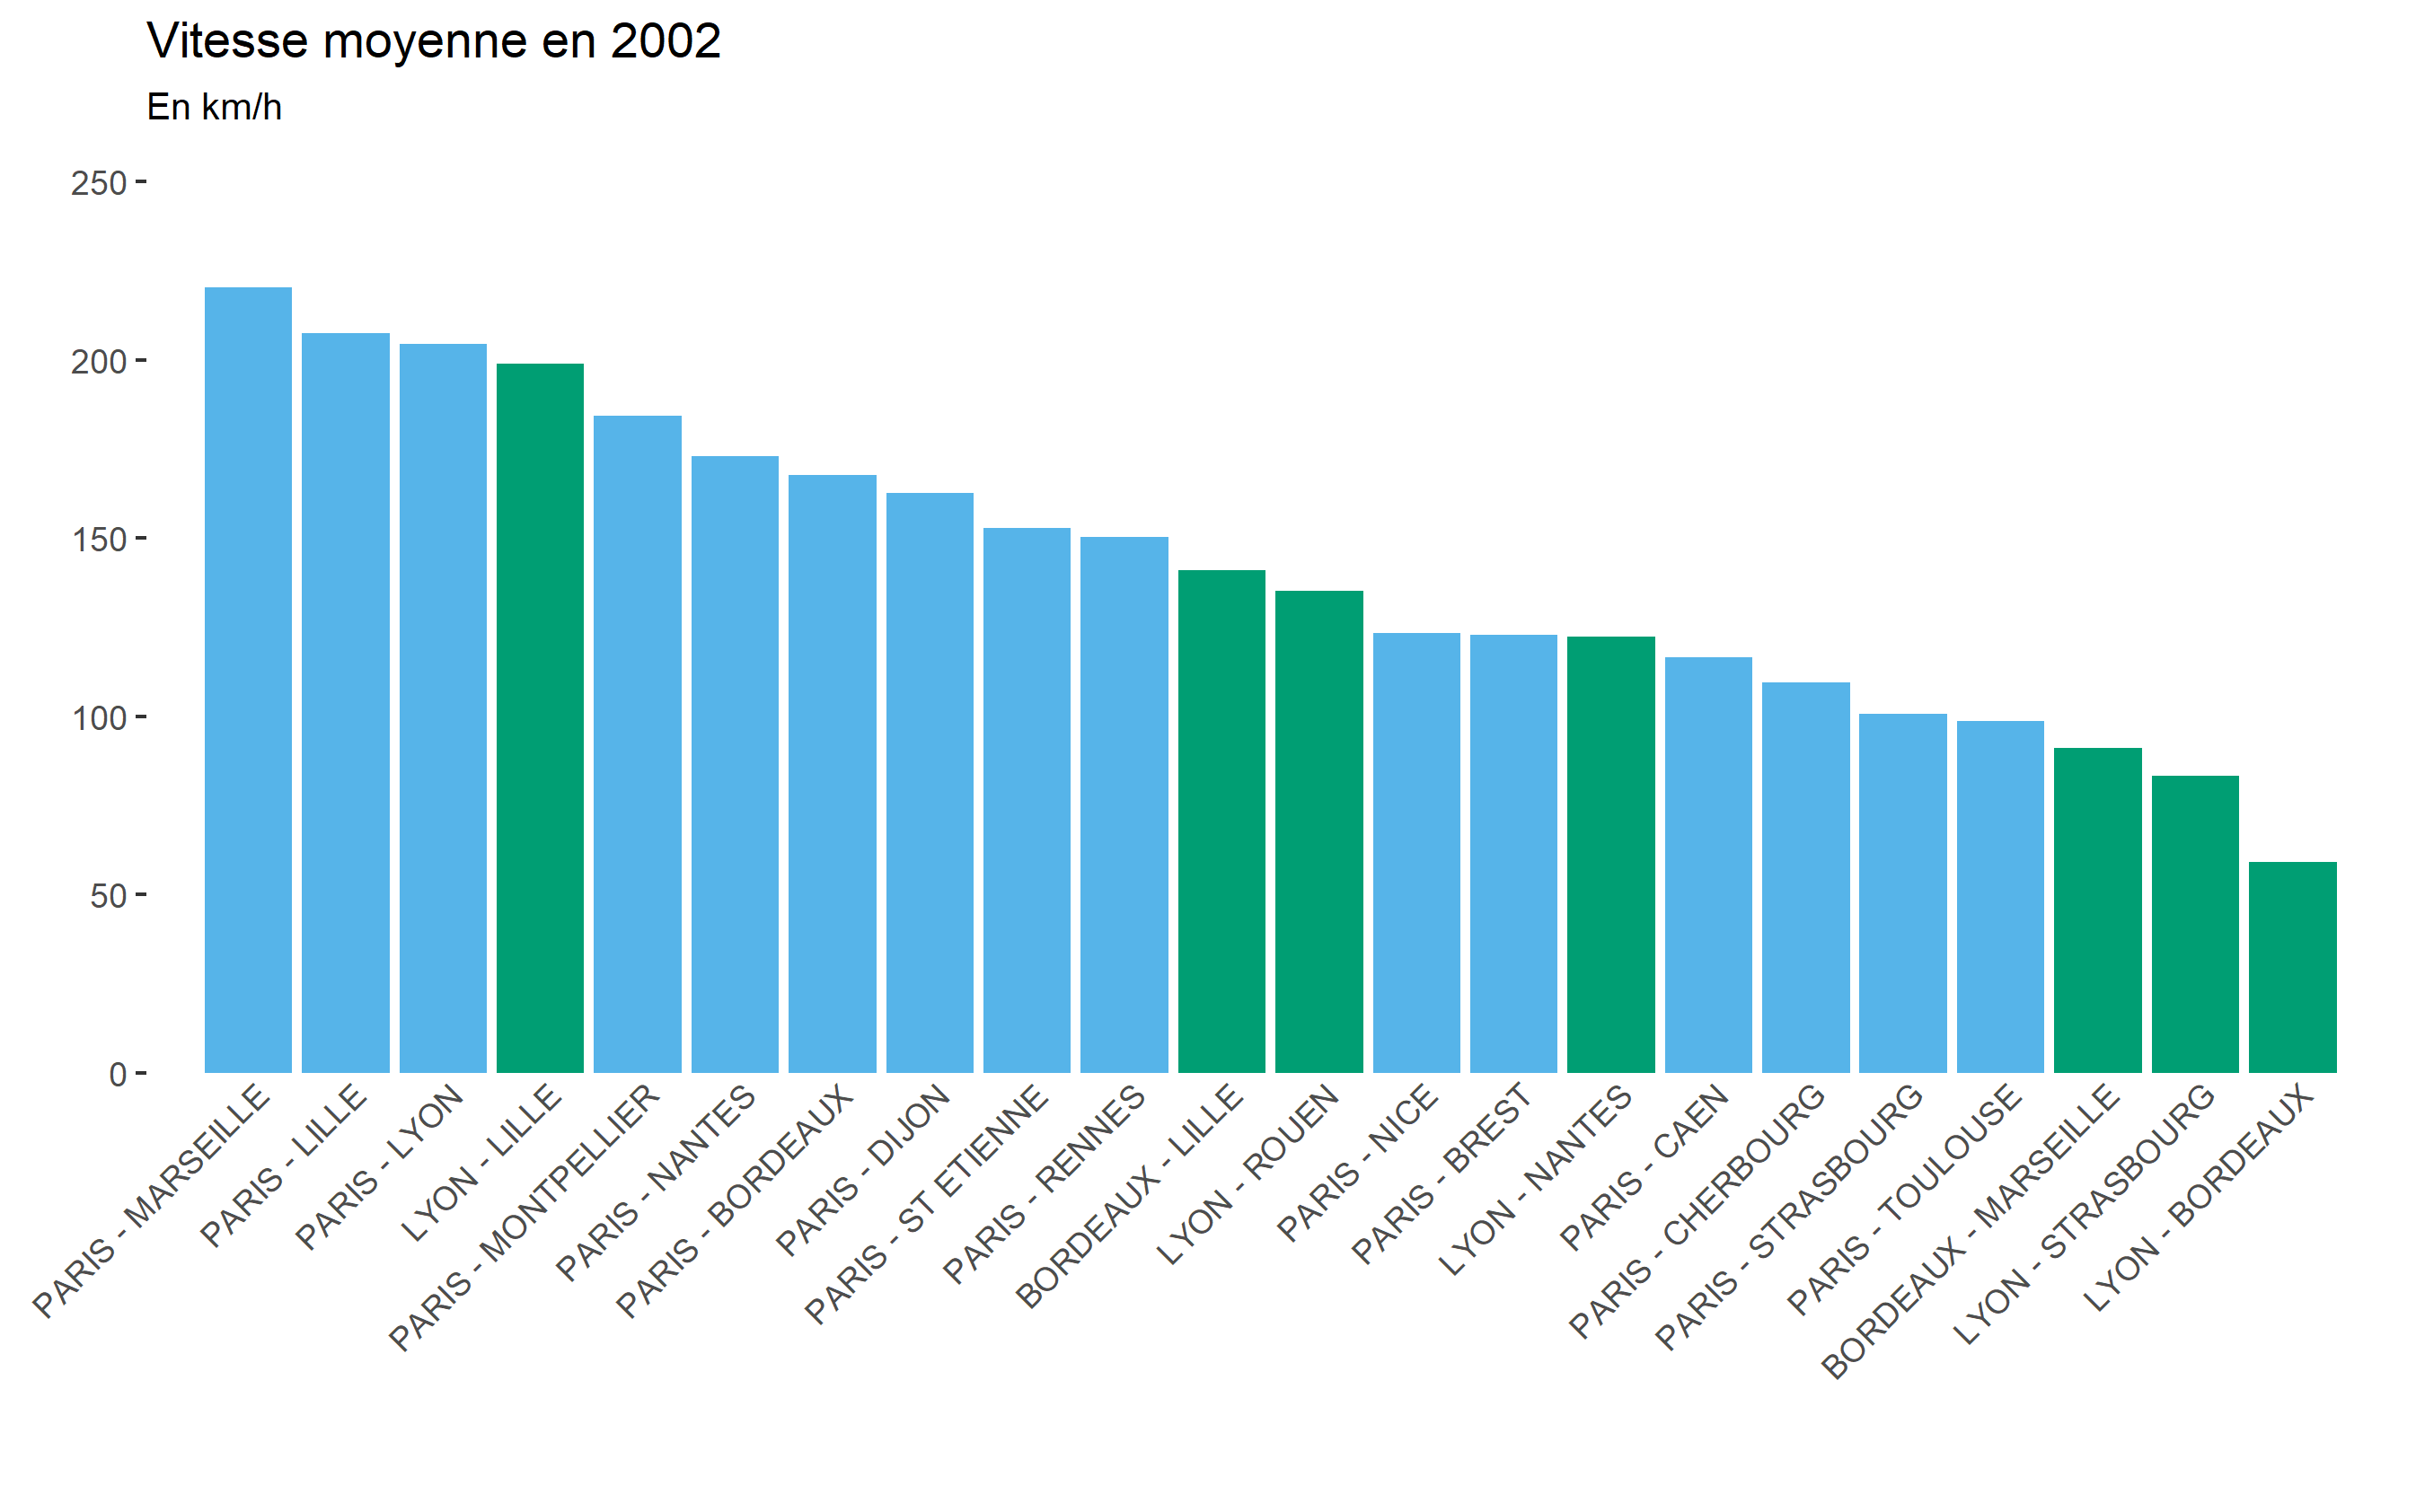 Vitesse moyenne en 2002
En km/h
250
200
150
100
50
0
PARIS - MARSEILLE
PARIS - LILLE
PARIS - LYON
LYON - LILLE
PARIS - MONTPELLIER
PARIS - NANTES
PARIS - BORDEAUX
PARIS - DIJON
PARIS - ST ETIENNE
PARIS - RENNES
BORDEAUX - LILLE
LYON - ROUEN
PARIS - NICE
PARIS - BREST
LYON - NANTES
PARIS - CAEN
PARIS - CHERBOURG
PARIS - STRASBOURG
PARIS - TOULOUSE
BORDEAUX - MARSEILLE
LYON - STRASBOURG
LYON - BORDEAUX